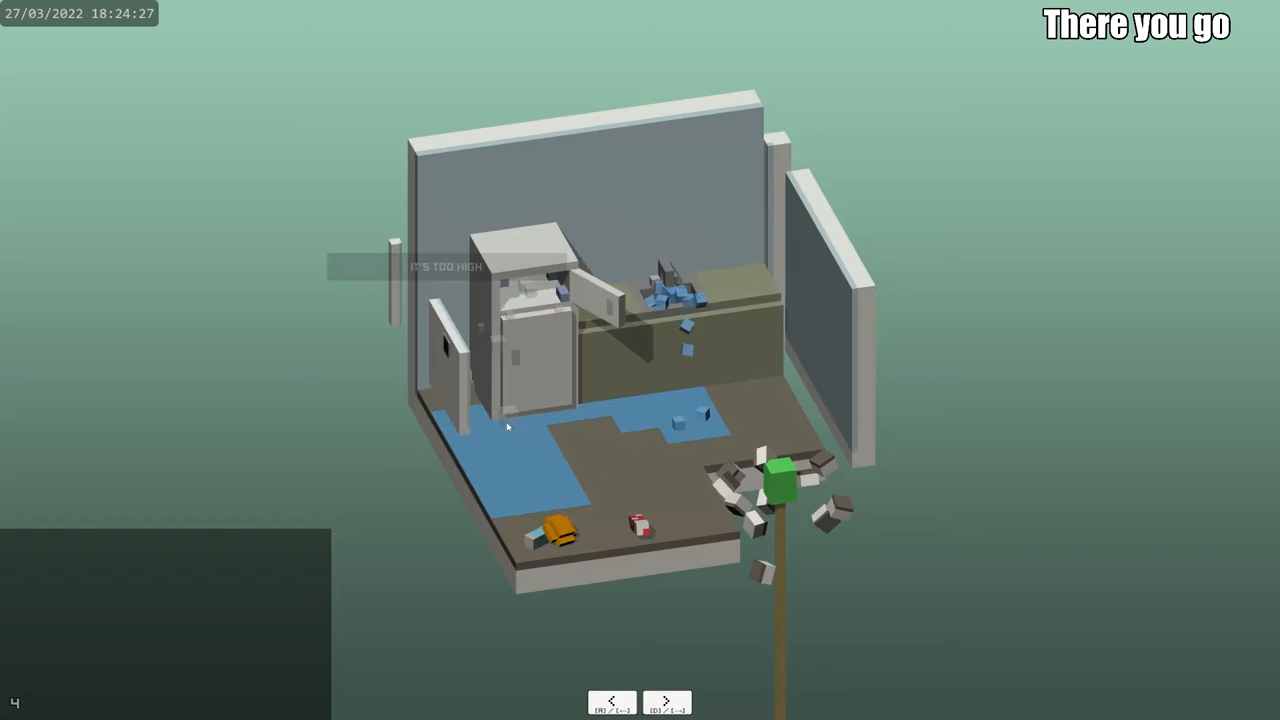 27/03/2022 18:24:27
There you go
IT'S TOO HIGH
4
< >
[A]/[←] [D]/[→]